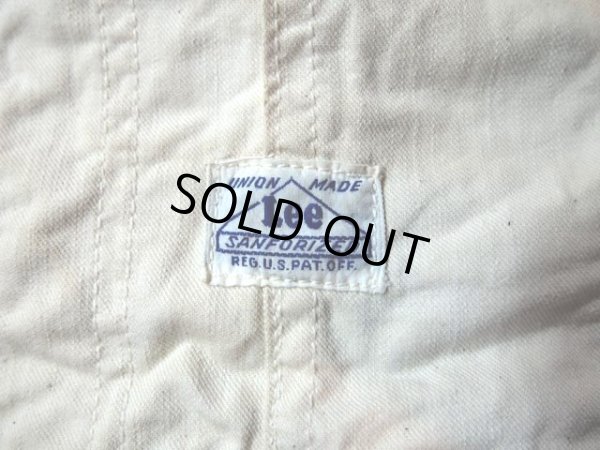 UNION MADE
Lee
SOLD OUT
SANFORIZED
REG. U.S. PAT. OFF.